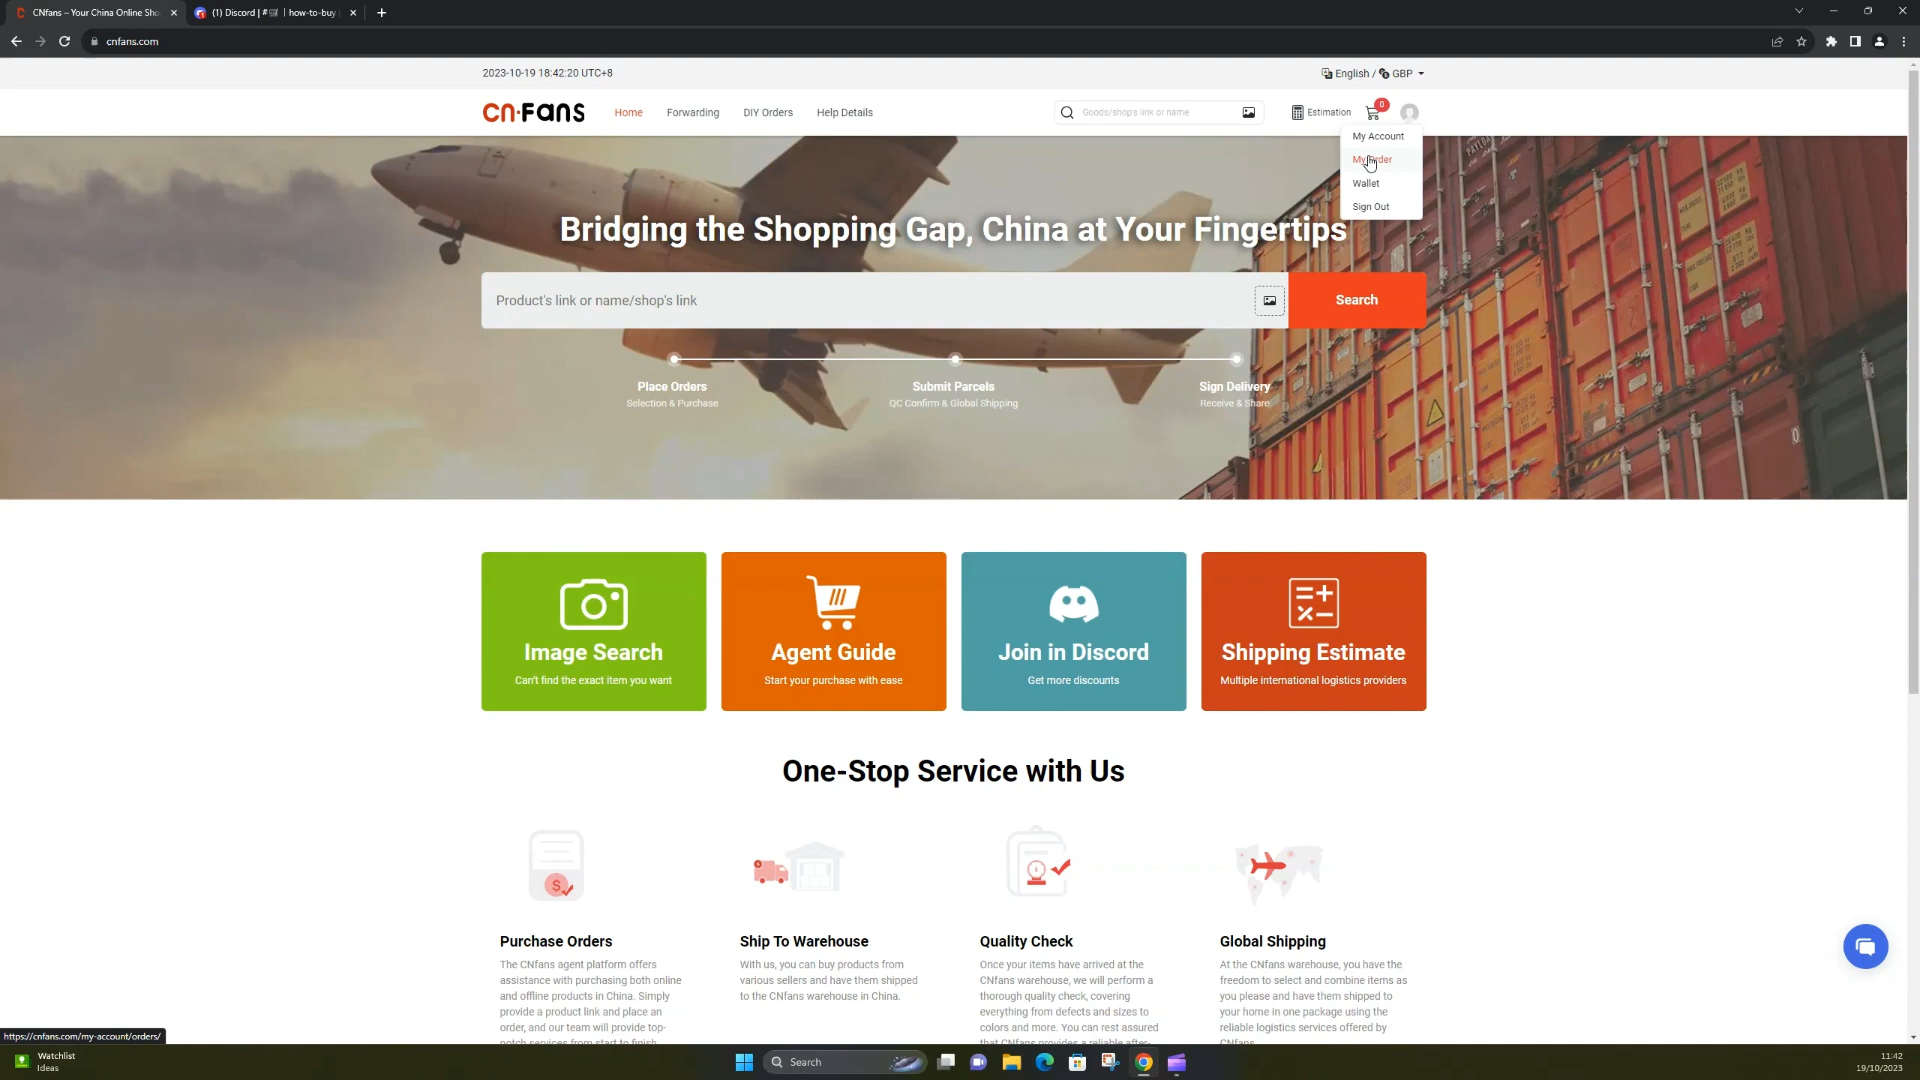 CNfans – Your China Online Sho
(1) Discord | #🛒 | how-to-buy
cnfans.com
2023-10-19 18:42:20 UTC+8
English / GBP
cn·Fans
Home
Forwarding
DIY Orders
Help Details
Goods/shop's link or name
Estimation
0
My Account
My Order
Wallet
Sign Out
Bridging the Shopping Gap, China at Your Fingertips
Product's link or name/shop's link
Search
Place Orders
Selection & Purchase
Submit Parcels
QC Confirm & Global Shipping
Sign Delivery
Receive & Share
Image Search
Can't find the exact item you want
Agent Guide
Start your purchase with ease
Join in Discord
Get more discounts
Shipping Estimate
Multiple international logistics providers
One-Stop Service with Us
Purchase Orders
The CNfans agent platform offers
assistance with purchasing both online
and offline products in China. Simply
provide a product link and place an
order, and our team will provide top-
notch services from start to finish
Ship To Warehouse
With us, you can buy products from
various sellers and have them shipped
to the CNfans warehouse in China.
Quality Check
Once your items have arrived at the
CNfans warehouse, we will perform a
thorough quality check, covering
everything from defects and sizes to
colors and more. You can rest assured
that CNfans provides a reliable after-
Global Shipping
At the CNfans warehouse, you have the
freedom to select and combine items as
you please and have them shipped to
your home in one package using the
reliable logistics services offered by
CNfans.
https://cnfans.com/my-account/orders/
Watchlist
Ideas
Search
11:42
19/10/2023